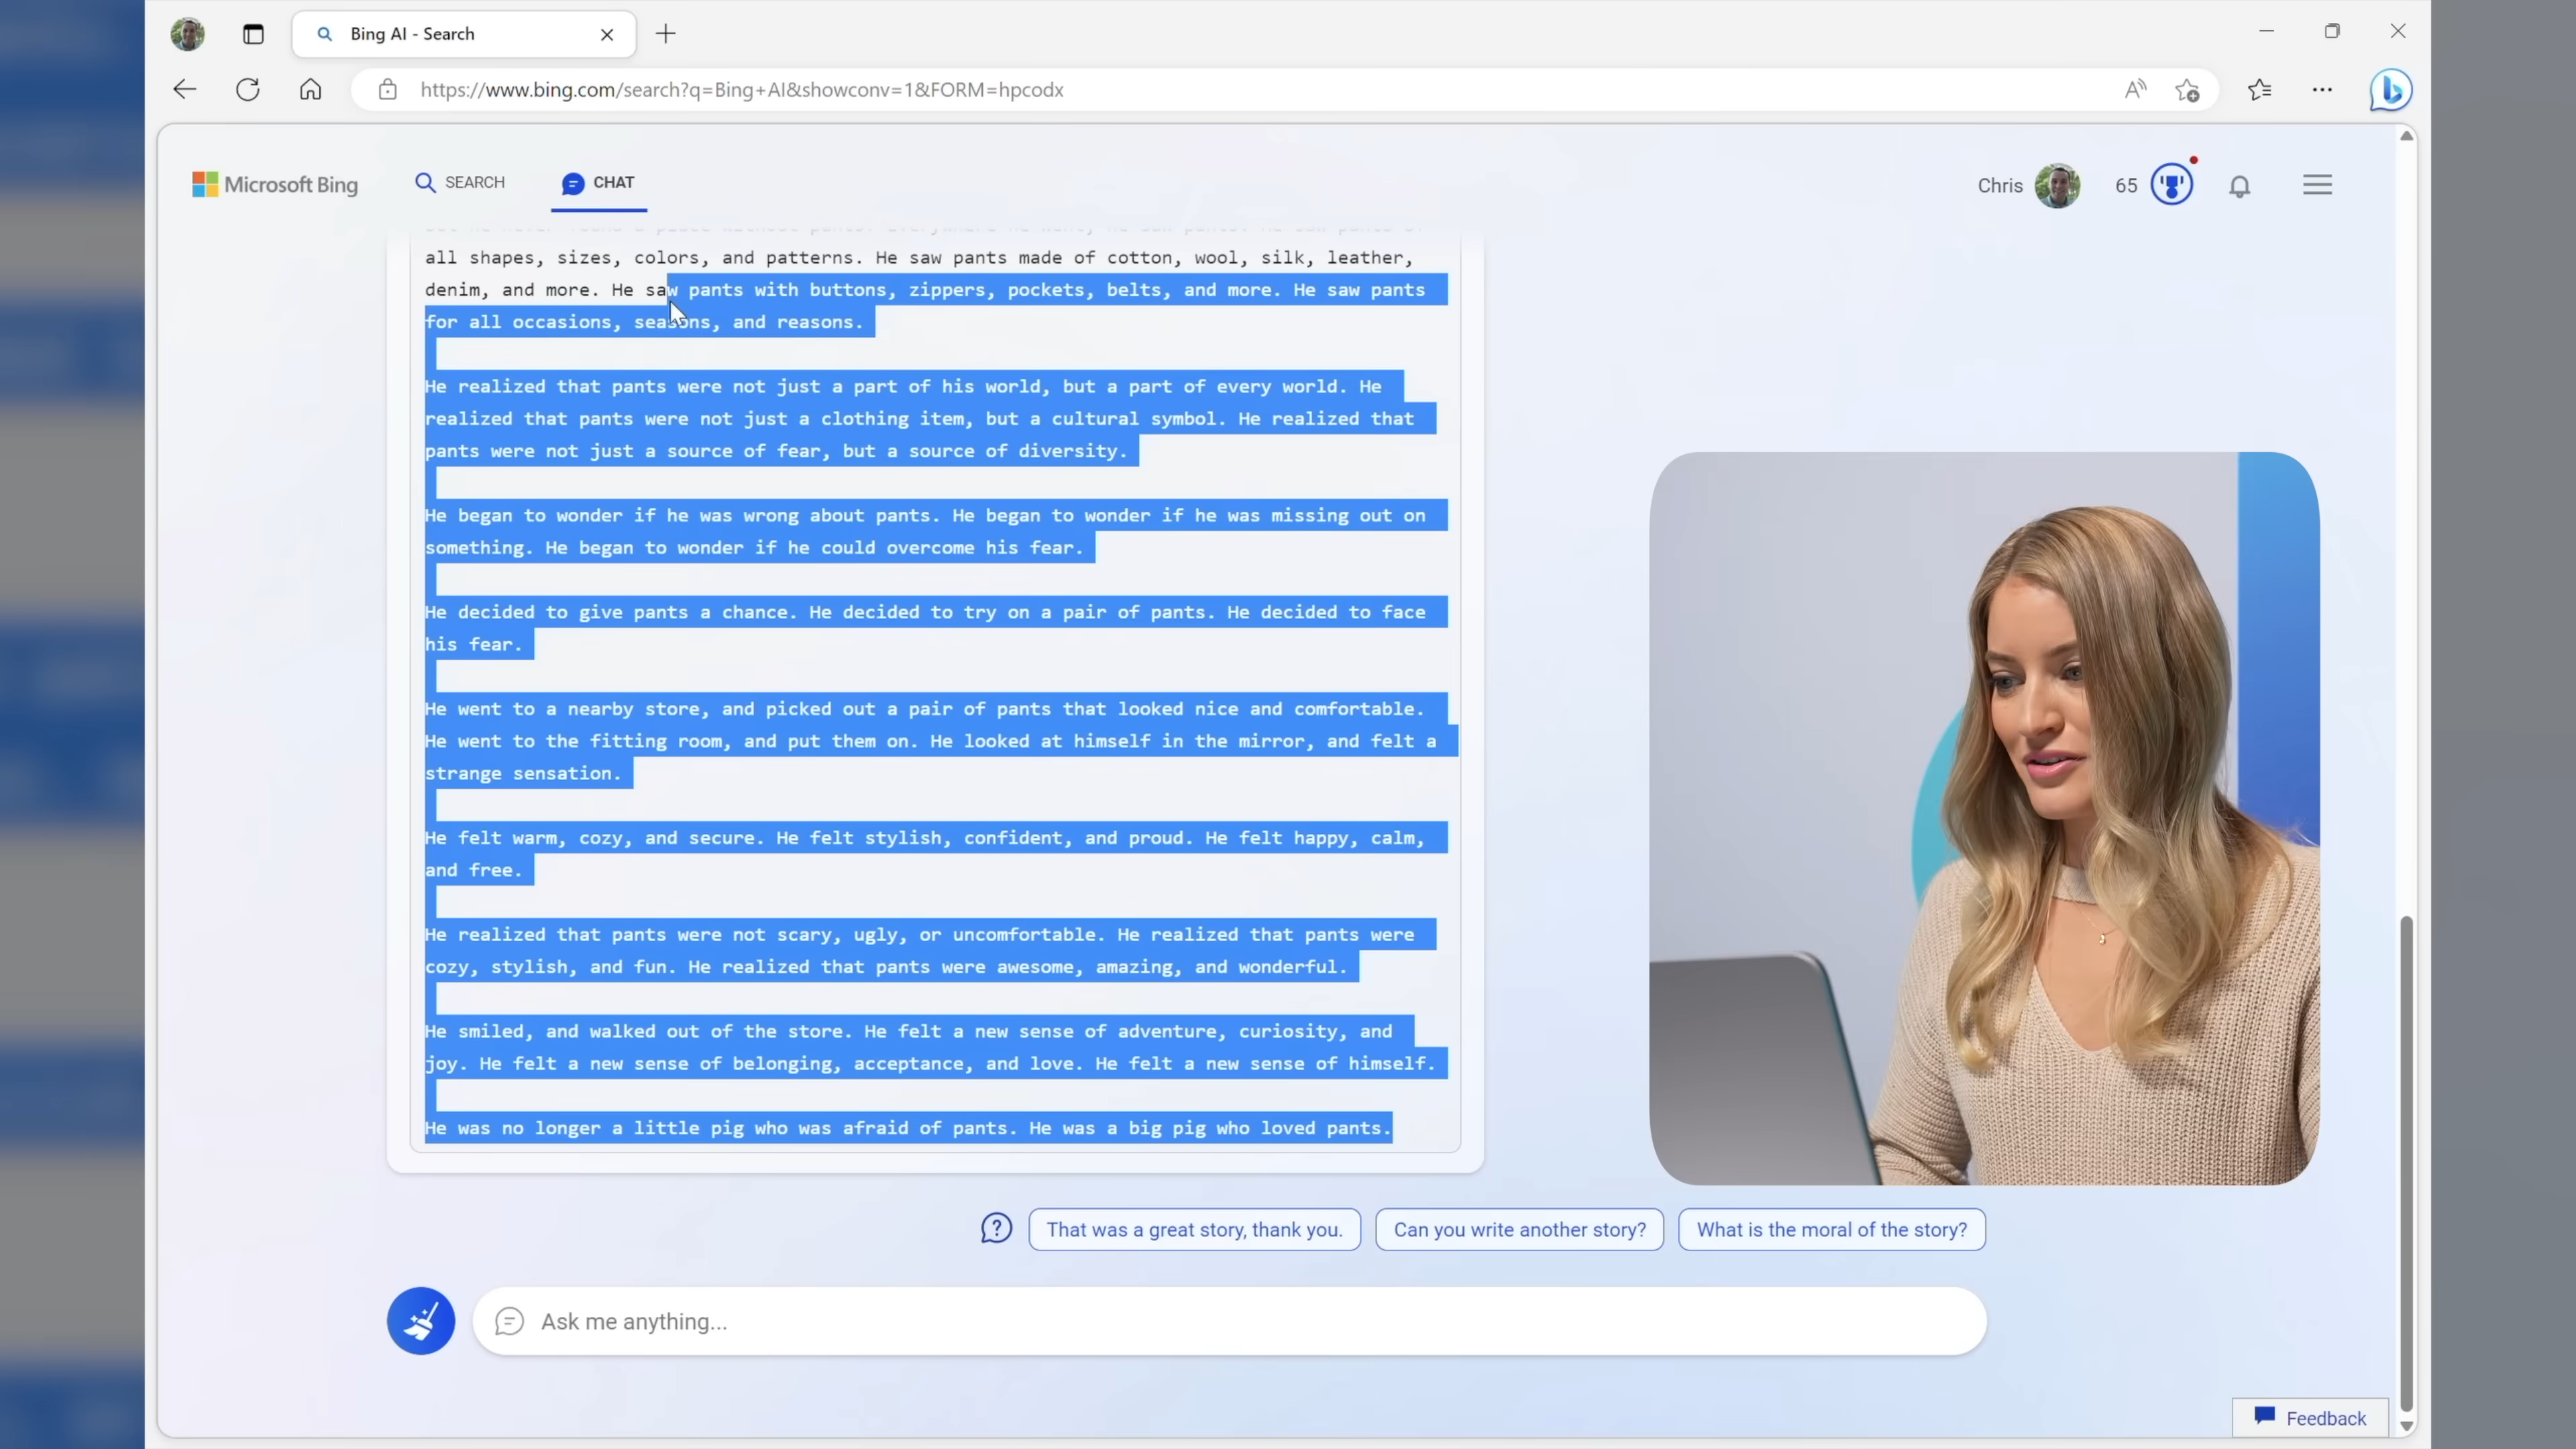 Bing AI - Search
https://www.bing.com/search?q=Bing+AI&showconv=1&FORM=hpcodx
Microsoft Bing
SEARCH
CHAT
Chris
65
all shapes, sizes, colors, and patterns. He saw pants made of cotton, wool, silk, leather,
denim, and more. He saw pants with buttons, zippers, pockets, belts, and more. He saw pants
for all occasions, seasons, and reasons.
He realized that pants were not just a part of his world, but a part of every world. He
realized that pants were not just a clothing item, but a cultural symbol. He realized that
pants were not just a source of fear, but a source of diversity.
He began to wonder if he was wrong about pants. He began to wonder if he was missing out on
something. He began to wonder if he could overcome his fear.
He decided to give pants a chance. He decided to try on a pair of pants. He decided to face
his fear.
He went to a nearby store, and picked out a pair of pants that looked nice and comfortable.
He went to the fitting room, and put them on. He looked at himself in the mirror, and felt a
strange sensation.
He felt warm, cozy, and secure. He felt stylish, confident, and proud. He felt happy, calm,
and free.
He realized that pants were not scary, ugly, or uncomfortable. He realized that pants were
cozy, stylish, and fun. He realized that pants were awesome, amazing, and wonderful.
He smiled, and walked out of the store. He felt a new sense of adventure, curiosity, and
joy. He felt a new sense of belonging, acceptance, and love. He felt a new sense of himself.
He was no longer a little pig who was afraid of pants. He was a big pig who loved pants.
That was a great story, thank you.
Can you write another story?
What is the moral of the story?
Ask me anything...
Feedback